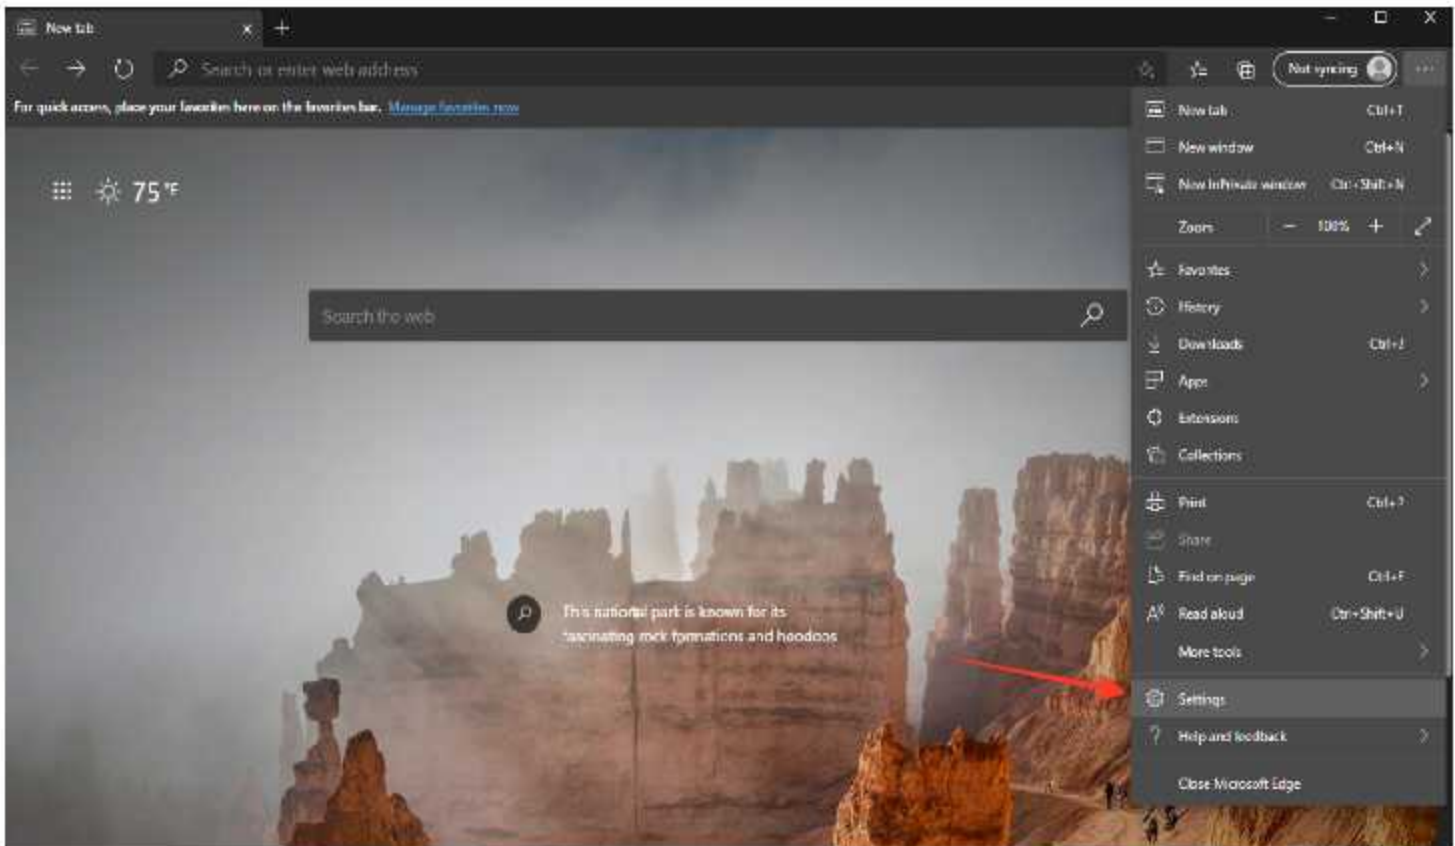 New tab
Search or enter web address
Not syncing
For quick access, place your favorites here on the favorites bar. Manage favorites now
75 °F
Search the web
This national park is known for its
fascinating rock formations and hoodoos
New tab Ctrl+T
New window Ctrl+N
New InPrivate window Ctrl+Shift+N
Zoom 100%
Favorites
History
Downloads Ctrl+J
Apps
Extensions
Collections
Print Ctrl+P
Share
Find on page Ctrl+F
A Read aloud Ctrl+Shift+U
More tools
Settings
Help and feedback
Close Microsoft Edge